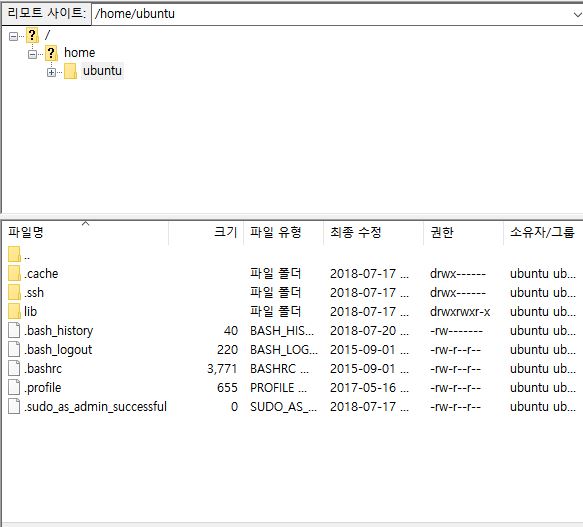 리모트 사이트: /home/ubuntu
/
home
ubuntu
파일명 크기 파일 유형 최종 수정 권한 소유자/그룹
..
.cache 파일 폴더 2018-07-17 ... drwx------ ubuntu ub...
.ssh 파일 폴더 2018-07-17 ... drwx------ ubuntu ub...
lib 파일 폴더 2018-07-17 ... drwxrwxr-x ubuntu ub...
.bash_history 40 BASH_HIS... 2018-07-20 ... -rw------- ubuntu ub...
.bash_logout 220 BASH_LOG... 2015-09-01 ... -rw-r--r-- ubuntu ub...
.bashrc 3,771 BASHRC ... 2015-09-01 ... -rw-r--r-- ubuntu ub...
.profile 655 PROFILE ... 2017-05-16 ... -rw-r--r-- ubuntu ub...
.sudo_as_admin_successful 0 SUDO_AS_... 2018-07-17 ... -rw-r--r-- ubuntu ub...